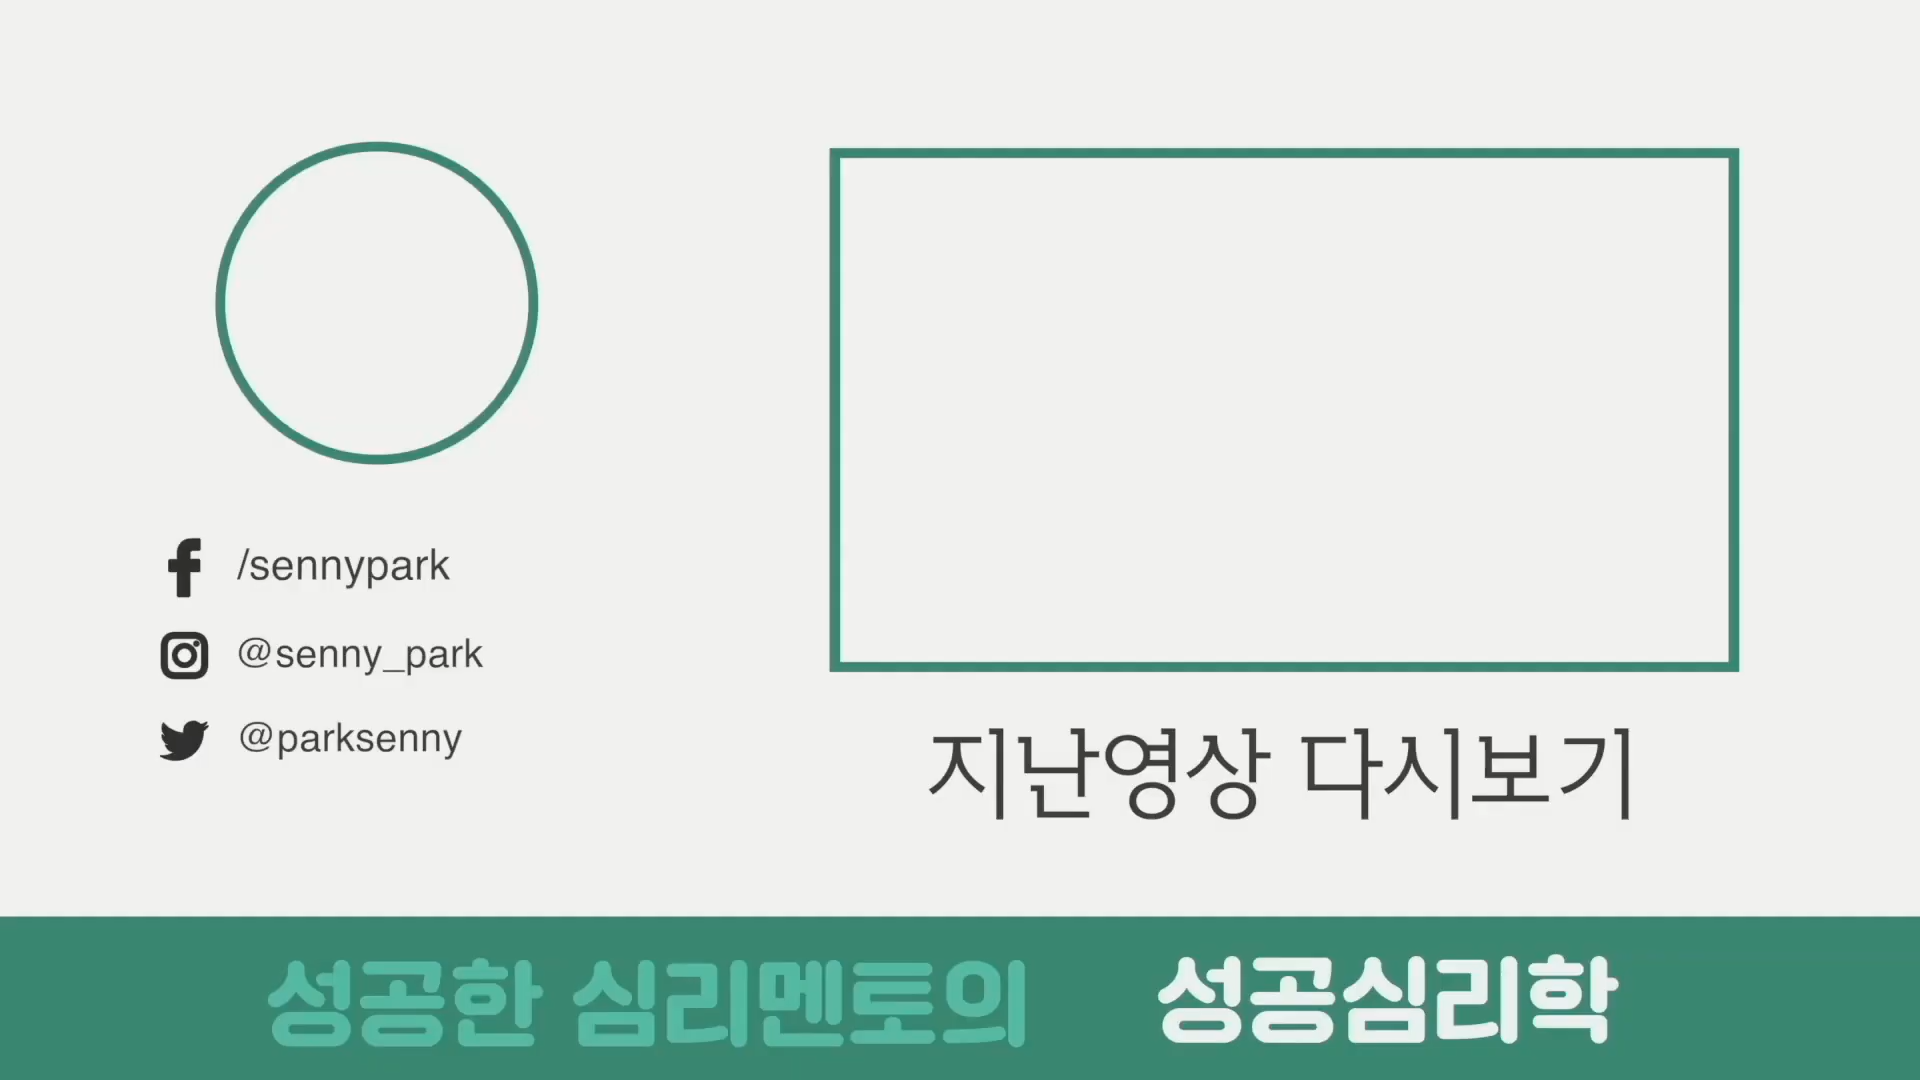 /sennypark
@senny_park
@parksenny
지난영상 다시보기
성공한 심리멘토의 성공심리학